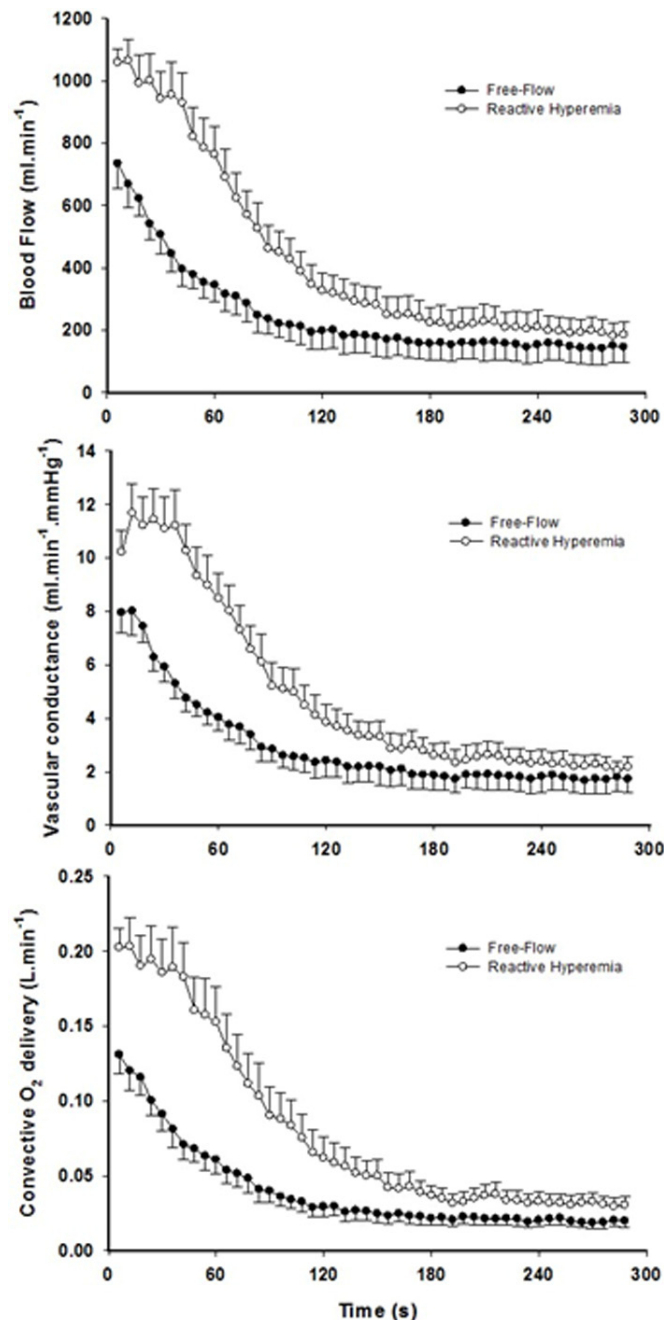 1200
1000
800
600
400
200
0
Blood Flow (ml.min⁻¹)
Free-Flow
Reactive Hyperemia
0 60 120 180 240 300
14
12
10
8
6
4
2
0
Vascular conductance (ml.min⁻¹.mmHg⁻¹)
Free-Flow
Reactive Hyperemia
0 60 120 180 240 300
0.25
0.20
0.15
0.10
0.05
0.00
Convective O₂ delivery (L.min⁻¹)
Free-Flow
Reactive Hyperemia
0 60 120 180 240 300
Time (s)